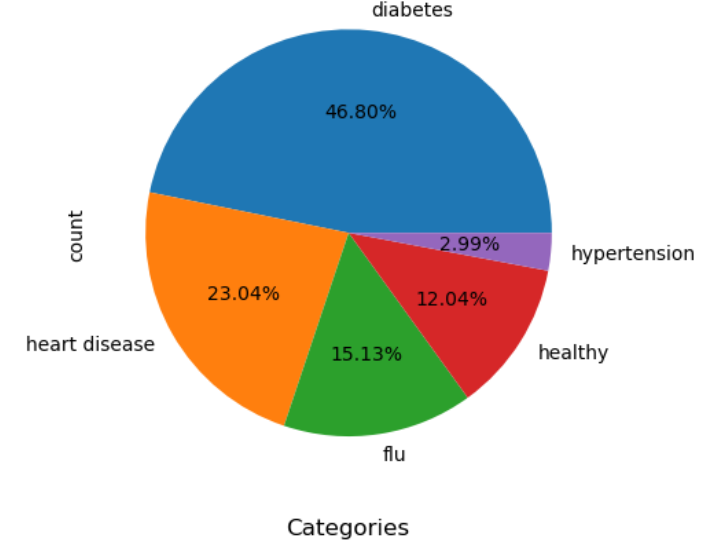 diabetes
46.80%
count
2.99%
hypertension
23.04%
12.04%
heart disease
healthy
15.13%
flu
Categories